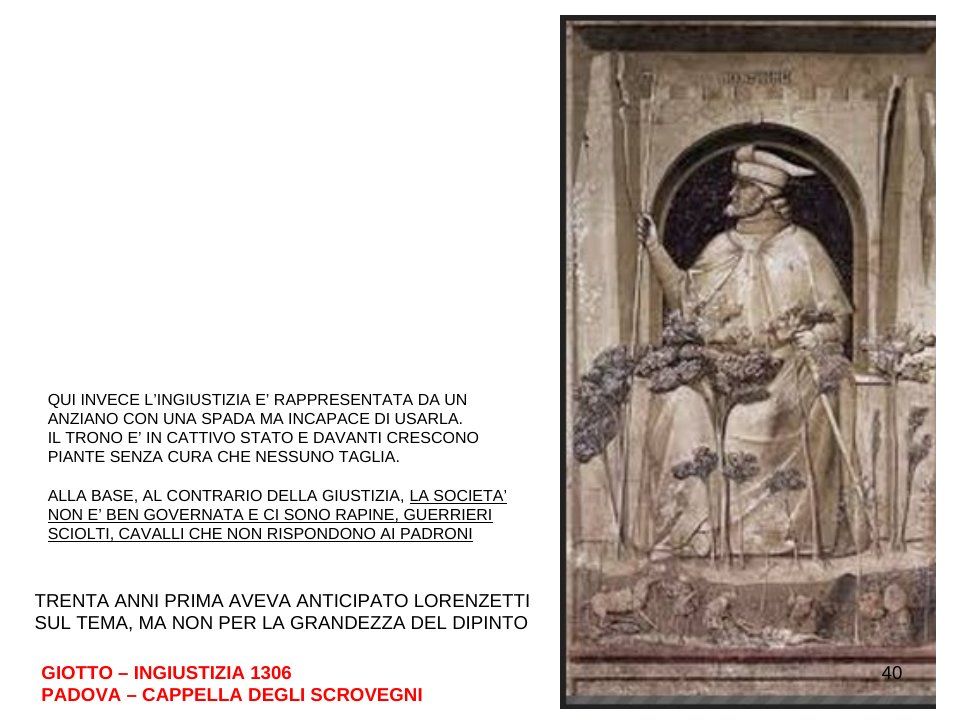 QUI INVECE L'INGIUSTIZIA E' RAPPRESENTATA DA UN
ANZIANO CON UNA SPADA MA INCAPACE DI USARLA.
IL TRONO E' IN CATTIVO STATO E DAVANTI CRESCONO
PIANTE SENZA CURA CHE NESSUNO TAGLIA.
ALLA BASE, AL CONTRARIO DELLA GIUSTIZIA, LA SOCIETA'
NON E' BEN GOVERNATA E CI SONO RAPINE, GUERRIERI
SCIOLTI, CAVALLI CHE NON RISPONDONO AI PADRONI
TRENTA ANNI PRIMA AVEVA ANTICIPATO LORENZETTI
SUL TEMA, MA NON PER LA GRANDEZZA DEL DIPINTO
GIOTTO – INGIUSTIZIA 1306
PADOVA – CAPPELLA DEGLI SCROVEGNI
40